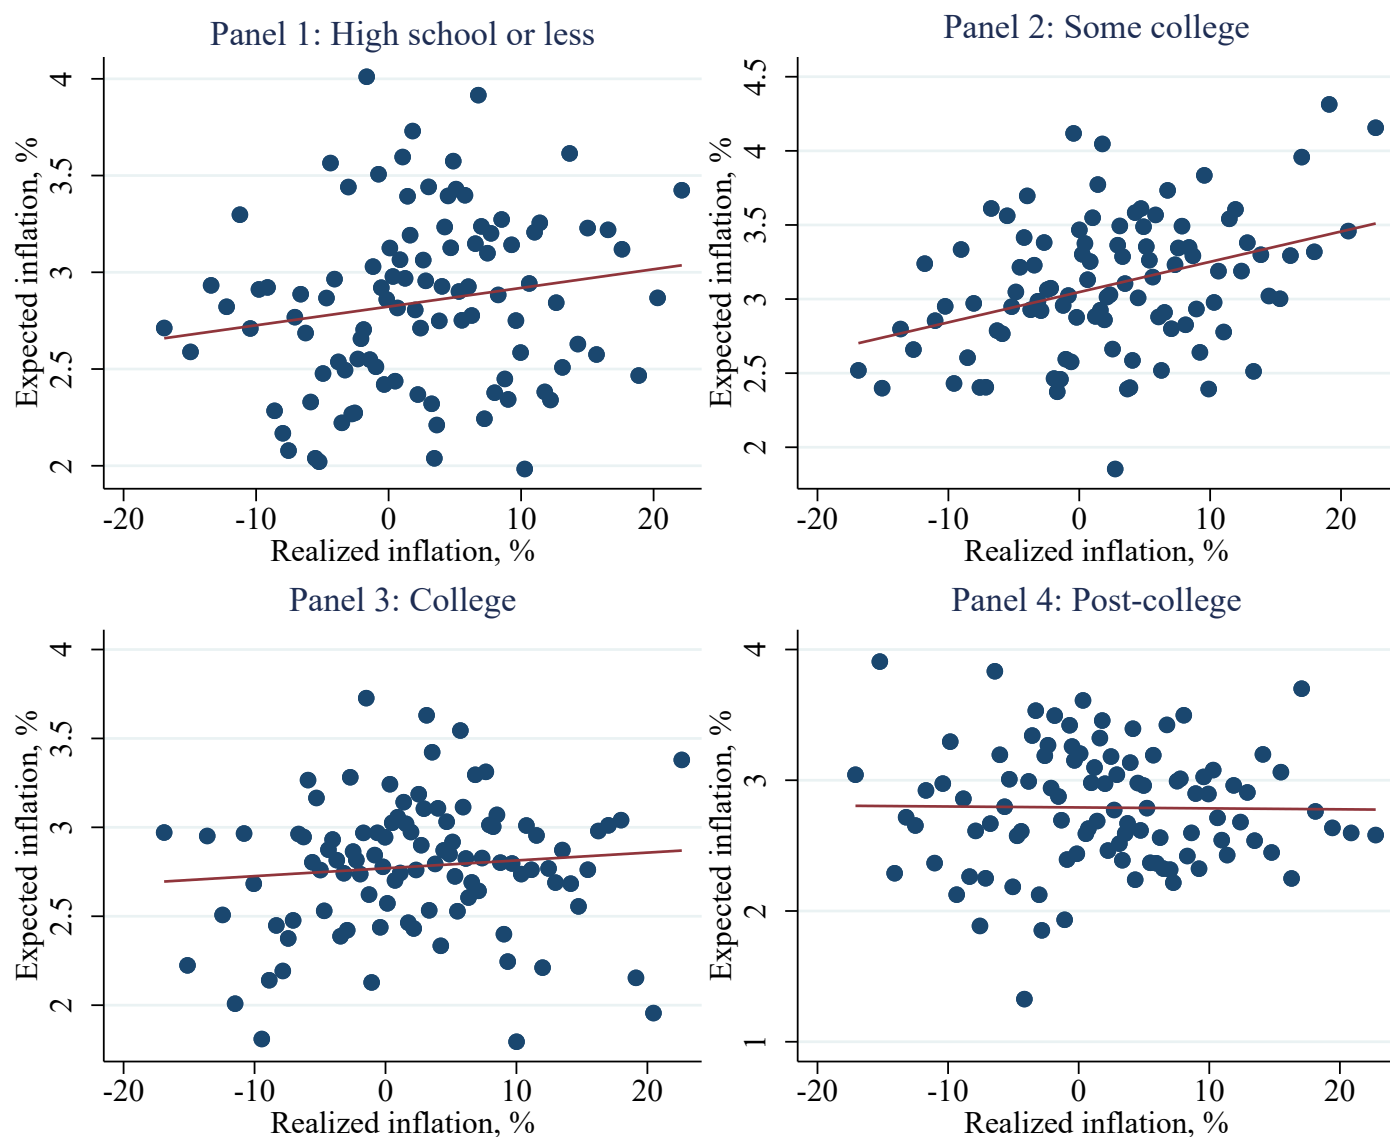 Panel 1: High school or less
Expected inflation, %
4
3.5
3
2.5
2
-20 -10 0 10 20
Realized inflation, %
Panel 2: Some college
Expected inflation, %
4.5
4
3.5
3
2.5
2
-20 -10 0 10 20
Realized inflation, %
Panel 3: College
Expected inflation, %
4
3.5
3
2.5
2
-20 -10 0 10 20
Realized inflation, %
Panel 4: Post-college
Expected inflation, %
4
3
2
1
-20 -10 0 10 20
Realized inflation, %